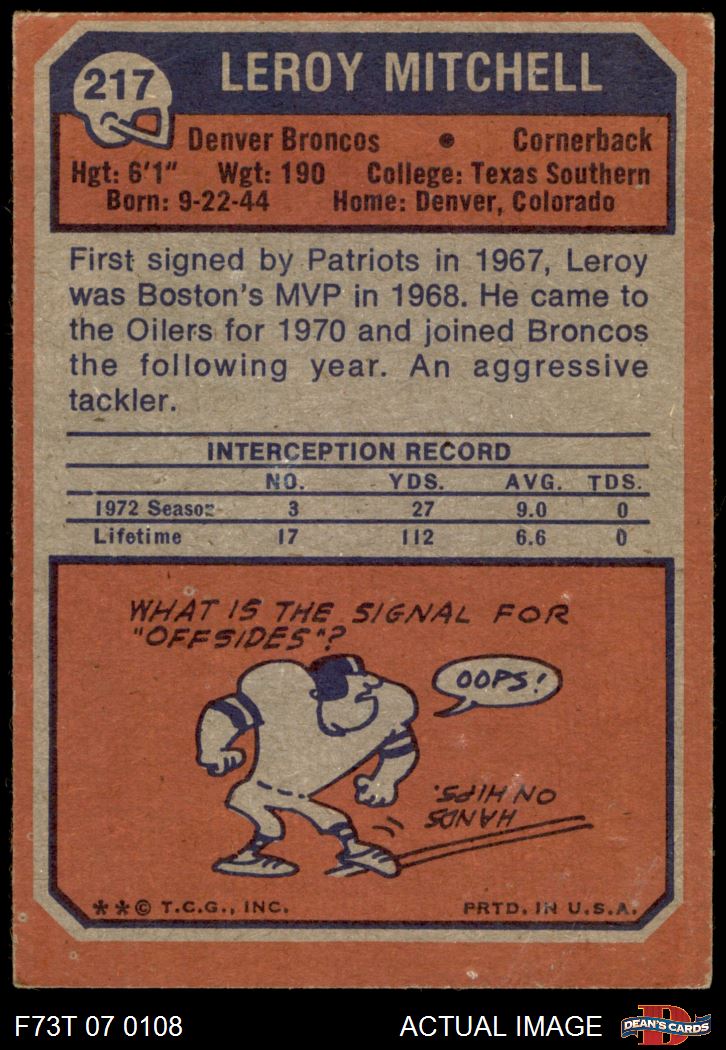 217
LEROY MITCHELL
Denver Broncos • Cornerback
Hgt: 6'1" Wgt: 190 College: Texas Southern
Born: 9-22-44 Home: Denver, Colorado
First signed by Patriots in 1967, Leroy
was Boston's MVP in 1968. He came to
the Oilers for 1970 and joined Broncos
the following year. An aggressive
tackler.
INTERCEPTION RECORD
NO. YDS. AVG. TDS.
1972 Season 3 27 9.0 0
Lifetime 17 112 6.6 0
WHAT IS THE SIGNAL FOR
"OFFSIDES"?
OOPS!
HANDS
ON HIPS.
**© T.C.G., INC. PRTD. IN U.S.A.
F73T 07 0108 ACTUAL IMAGE
D
DEAN'S CARDS